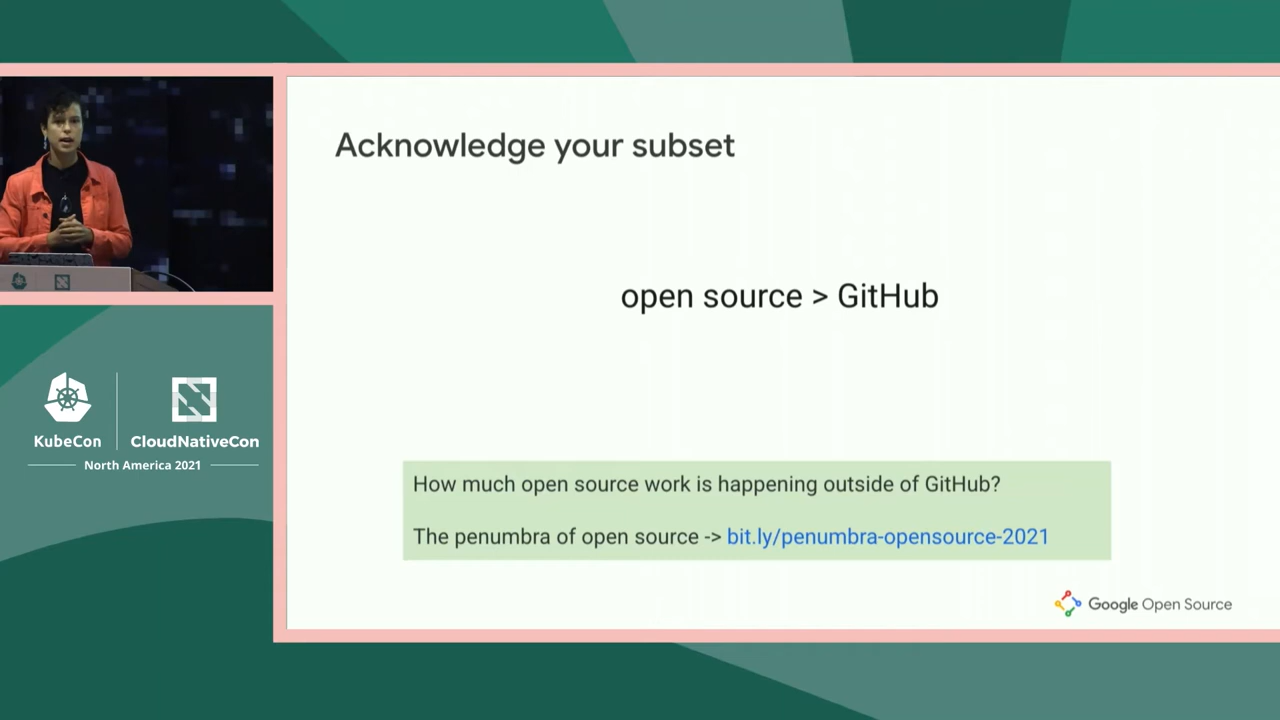 Acknowledge your subset
open source > GitHub
How much open source work is happening outside of GitHub?
The penumbra of open source -> bit.ly/penumbra-opensource-2021
Google Open Source
KubeCon
CloudNativeCon
North America 2021